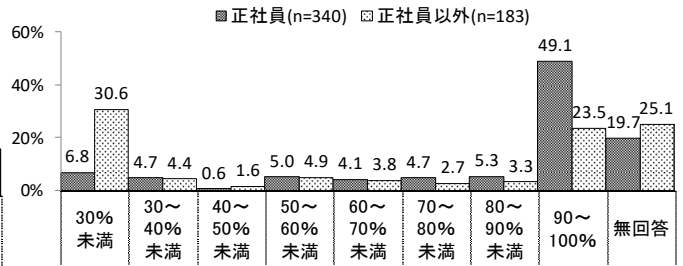 正社員(n=340) 正社員以外(n=183)
60%
40%
20%
0%
6.8 30.6 4.7 4.4 0.6 1.6 5.0 4.9 4.1 3.8 4.7 2.7 5.3 3.3 49.1 23.5 19.7 25.1
30%
未満
30～
40%
未満
40～
50%
未満
50～
60%
未満
60～
70%
未満
70～
80%
未満
80～
90%
未満
90～
100%
無回答